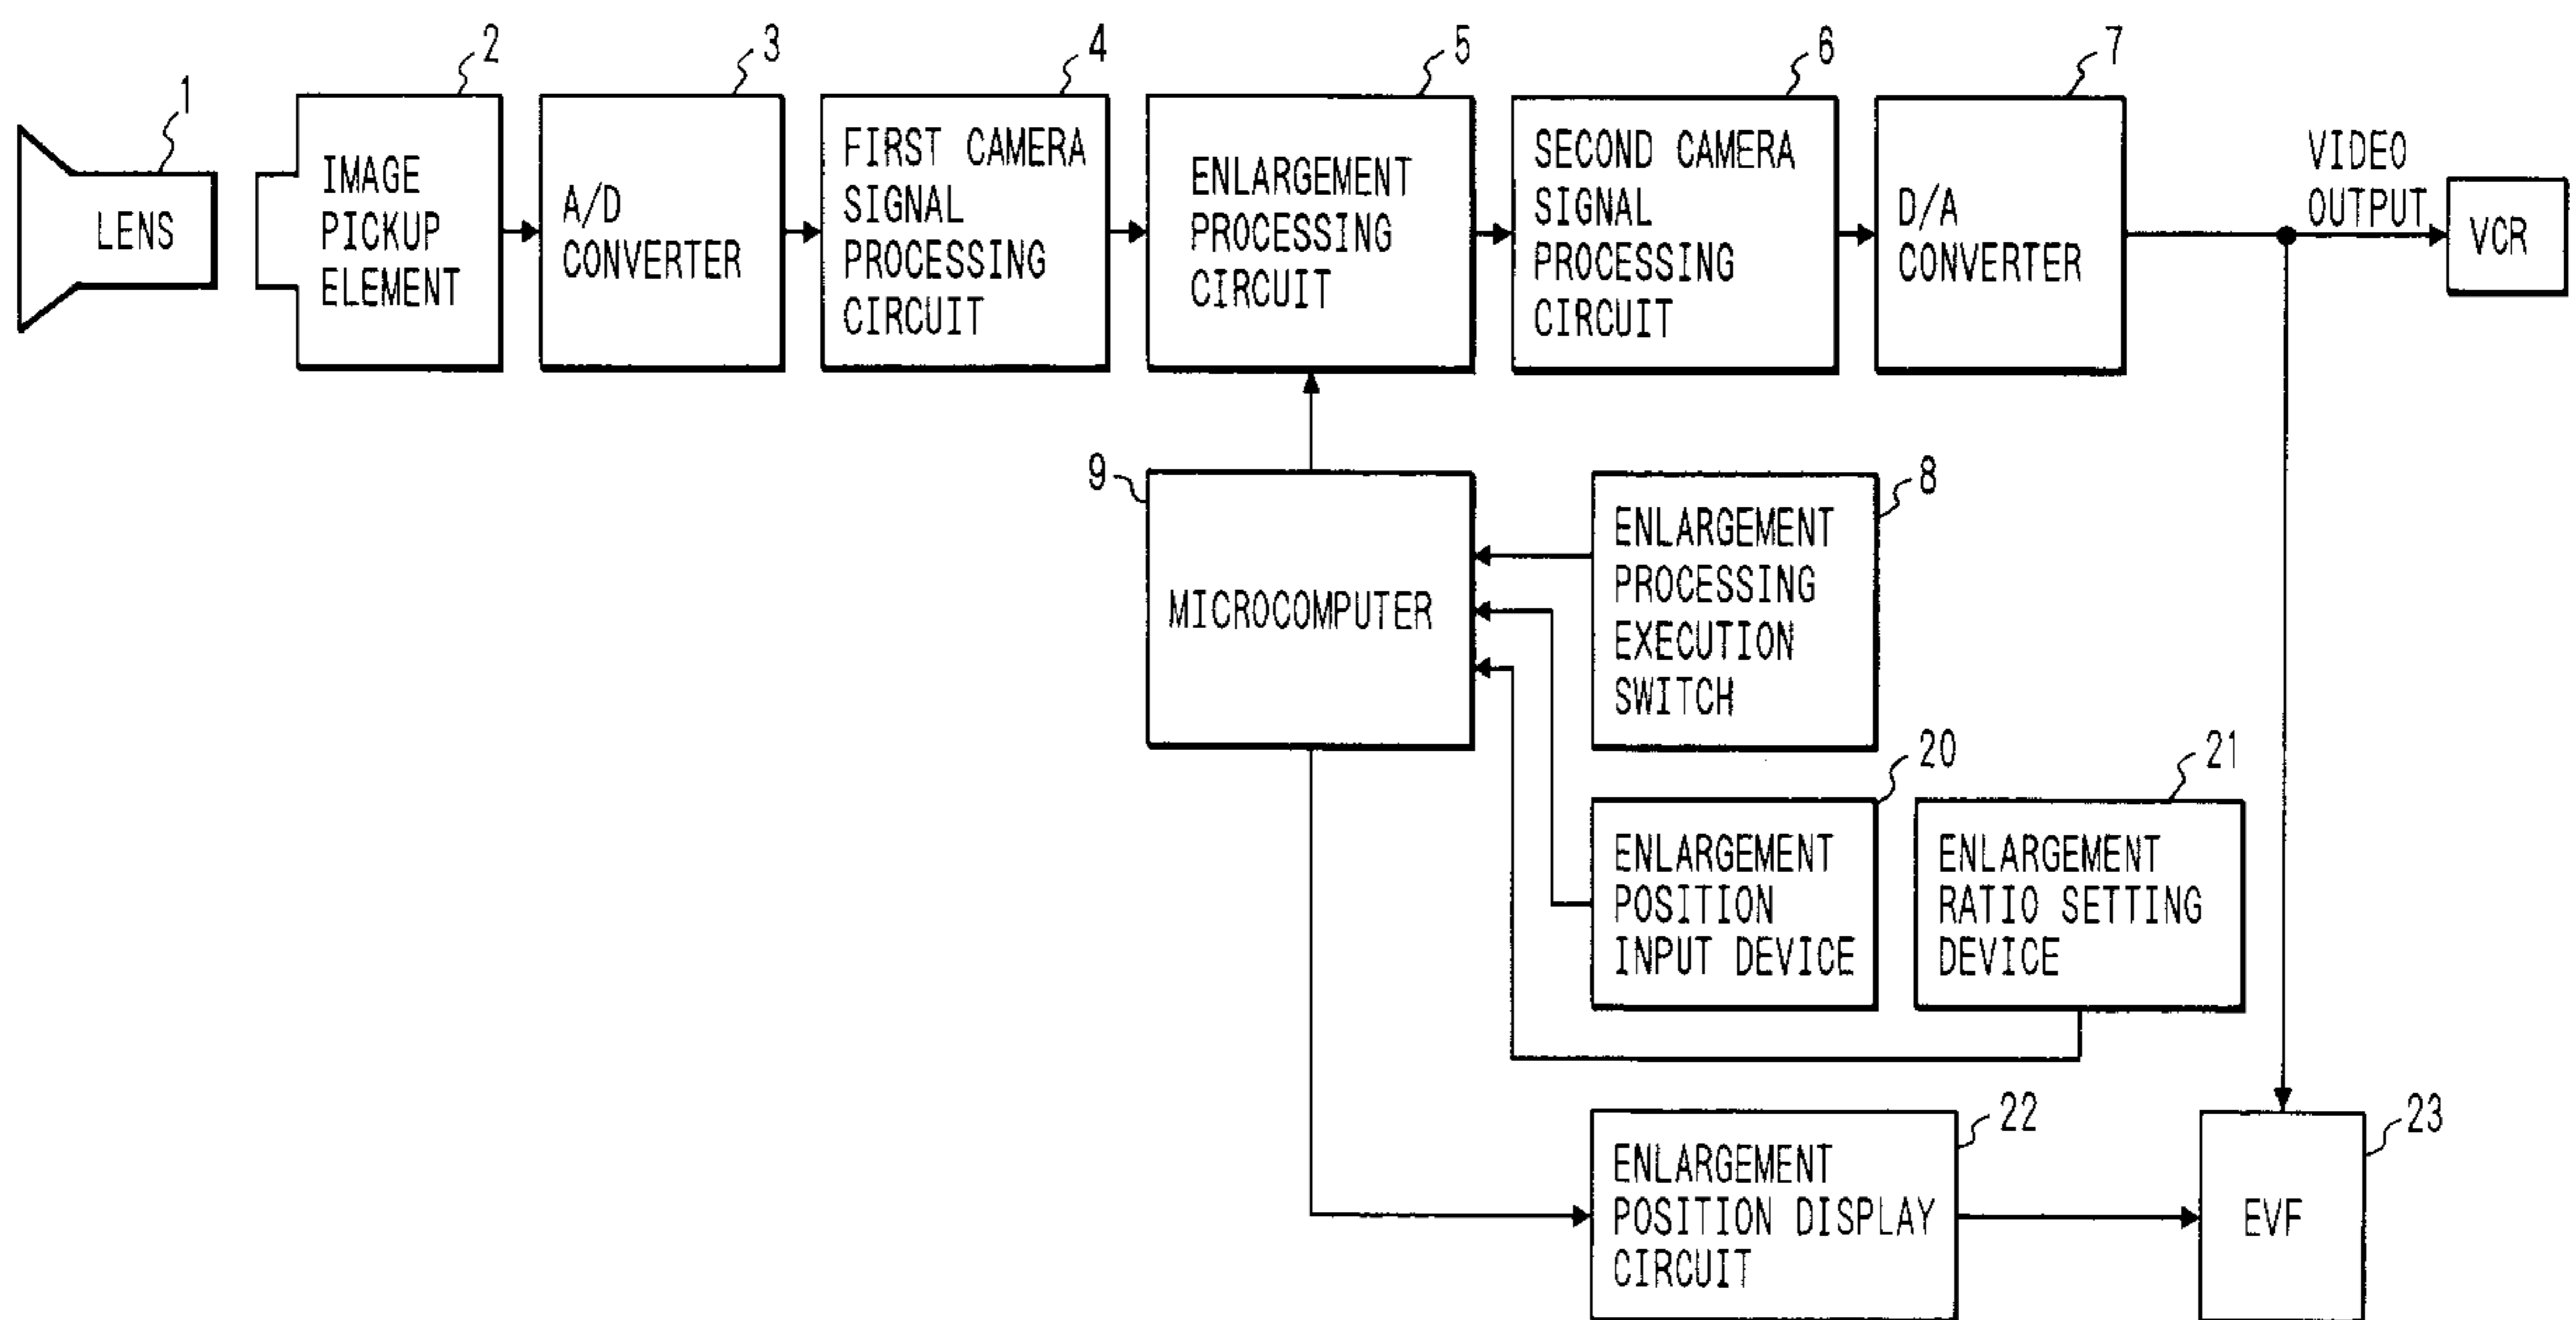 1
LENS
2
IMAGE
PICKUP
ELEMENT
3
A/D
CONVERTER
4
FIRST CAMERA
SIGNAL
PROCESSING
CIRCUIT
5
ENLARGEMENT
PROCESSING
CIRCUIT
6
SECOND CAMERA
SIGNAL
PROCESSING
CIRCUIT
7
D/A
CONVERTER
VIDEO
OUTPUT
VCR
9
MICROCOMPUTER
8
ENLARGEMENT
PROCESSING
EXECUTION
SWITCH
20
ENLARGEMENT
POSITION
INPUT DEVICE
21
ENLARGEMENT
RATIO SETTING
DEVICE
22
ENLARGEMENT
POSITION DISPLAY
CIRCUIT
23
EVF